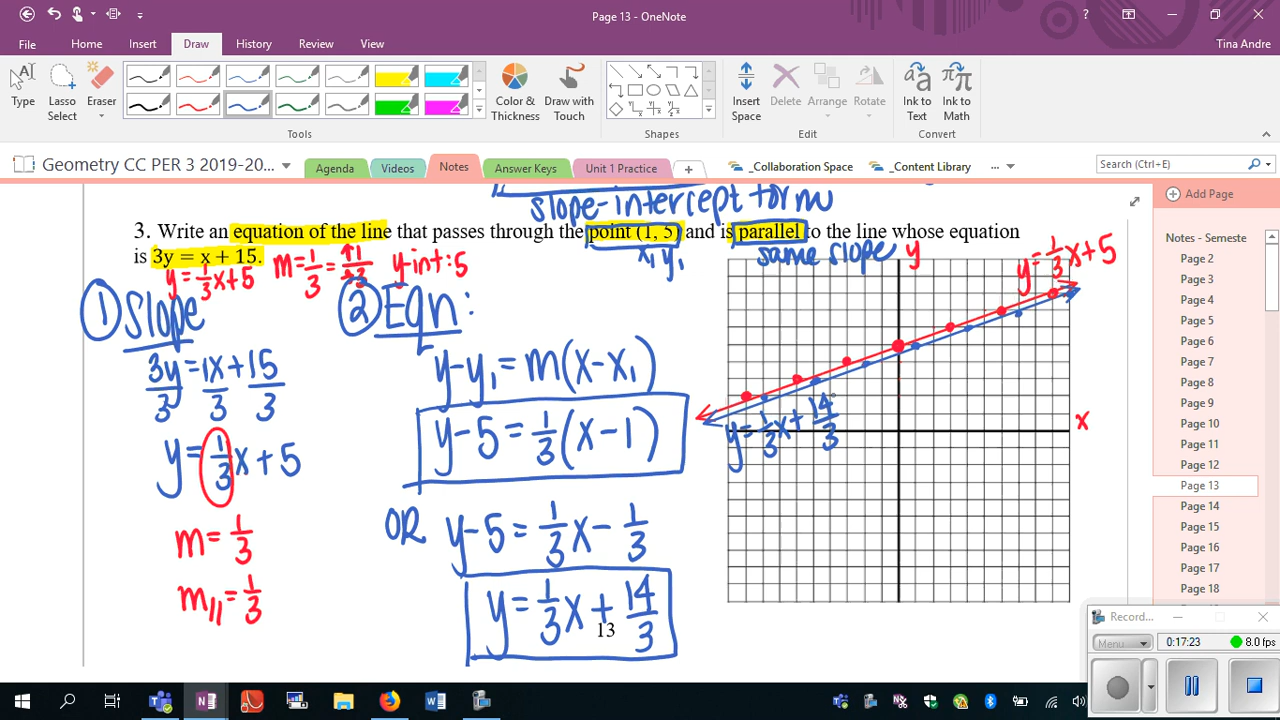 Page 13 - OneNote
?
File
Home
Insert
Draw
History
Review
View
Tina Andre
Type
Lasso Select
Eraser
Color & Thickness
Draw with Touch
Insert Space
Delete
Arrange
Rotate
Ink to Text
Ink to Math
Tools
Shapes
Edit
Convert
Geometry CC PER 3 2019-20...
Agenda
Videos
Notes
Answer Keys
Unit 1 Practice
+
_Collaboration Space
_Content Library
...
Search (Ctrl+E)
slope-intercept form
3. Write an equation of the line that passes through the point (1, 5) and is parallel to the line whose equation
is 3y = x + 15.
x₁ y₁
same slope
y = 1/3 x + 5
m = 1/3 = ↑1/→3
y-int: 5
① Slope
3y = 1x + 15
3 3 3
y = 1/3 x + 5
m = 1/3
m|| = 1/3
② Eqn:
y - y₁ = m(x - x₁)
y - 5 = 1/3 (x - 1)
OR y - 5 = 1/3 x - 1/3
y = 1/3 x + 14/3
13
y
y = 1/3 x + 5
x
y = 1/3 x + 14/3
Add Page
Notes - Semeste
Page 2
Page 3
Page 4
Page 5
Page 6
Page 7
Page 8
Page 9
Page 10
Page 11
Page 12
Page 13
Page 14
Page 15
Page 16
Page 17
Page 18
Record...
Menu
0:17:23
8.0 fps